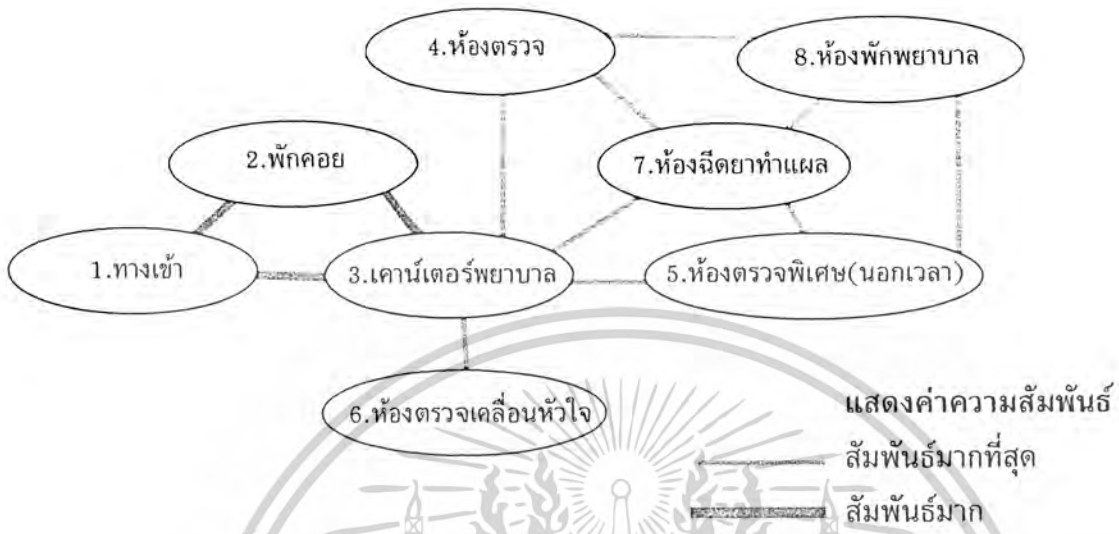 4.ห้องตรวจ
8.ห้องพักพยาบาล
2.พักคอย
7.ห้องฉีดยาทำแผล
1.ทางเข้า
3.เคาน์เตอร์พยาบาล
5.ห้องตรวจพิเศษ(นอกเวลา)
6.ห้องตรวจเคลื่อนหัวใจ
แสดงค่าความสัมพันธ์
สัมพันธ์มากที่สุด
สัมพันธ์มาก